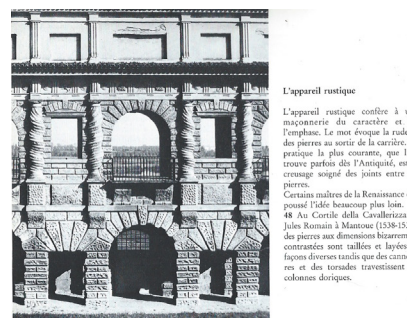 L'appareil rustique
L'appareil rustique confère à
maçonnerie du caractère et
l'emphase. Le mot évoque la rude
des pierres au sortir de la carrière.
pratique la plus courante, que l
trouve parfois dès l'Antiquité, est
creusage soigné des joints entre
pierres.
Certains maîtres de la Renaissance
poussé l'idée beaucoup plus loin.
48 Au Cortile della Cavallerizza
Jules Romain à Mantoue (1538-15
des pierres aux dimensions bizarrem
contrastées sont taillées et layées
façons diverses tandis que des canne
res et des torsades travestissent
colonnes doriques.